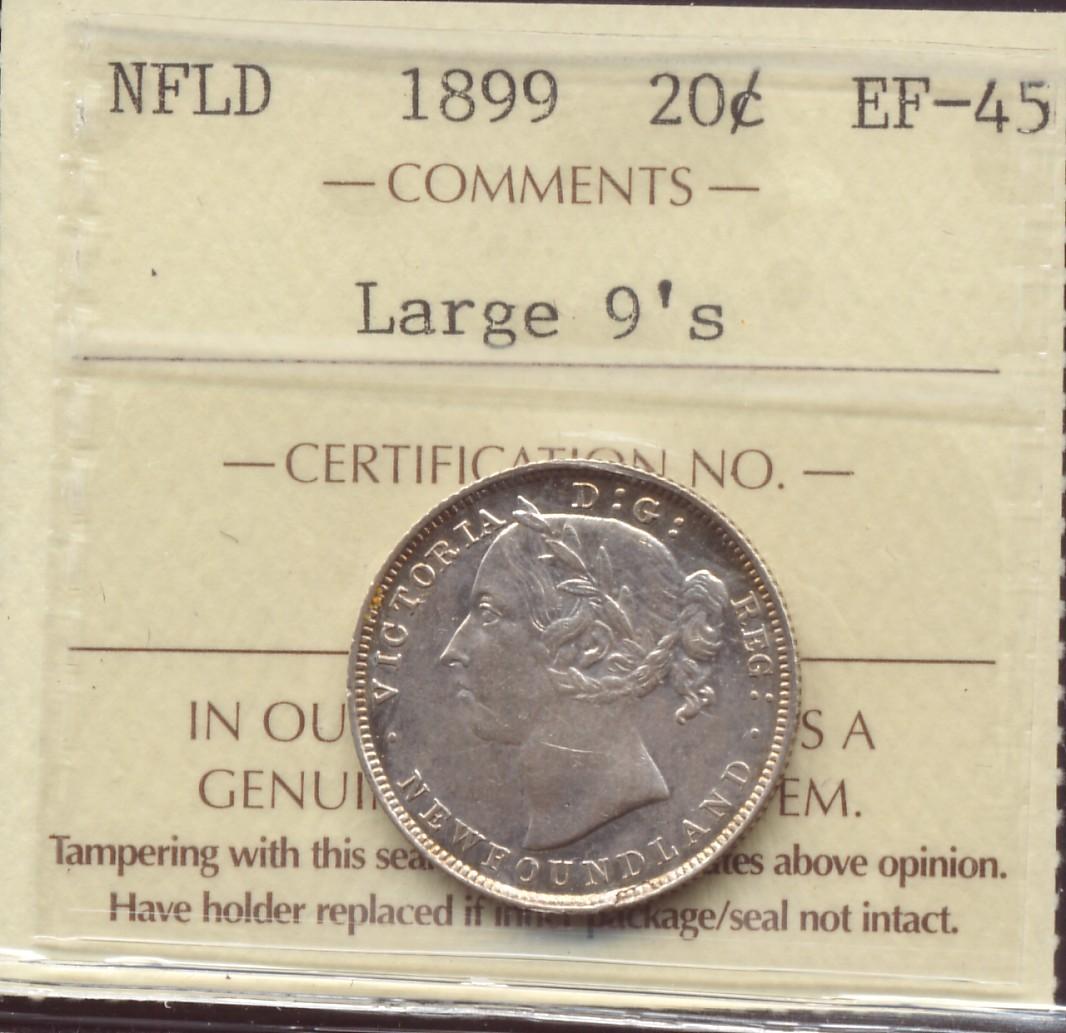 NFLD 1899 20¢ EF-45
— COMMENTS —
Large 9's
— CERTIFICATION NO. —
VICTORIA D:G: REG:
· NEWFOUNDLAND ·
IN OU S A
GENUI EM.
Tampering with this sea tes above opinion.
Have holder replaced if inner package/seal not intact.